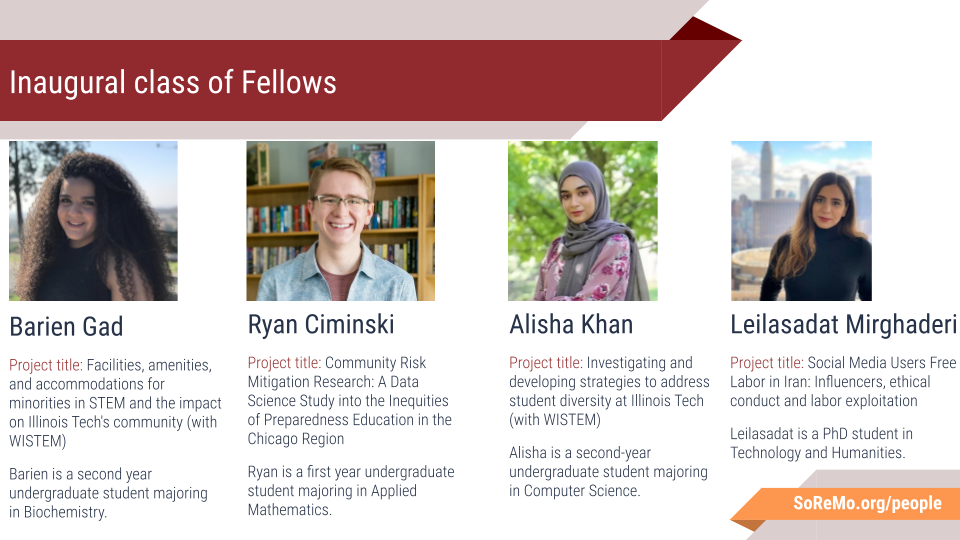 Inaugural class of Fellows
Barien Gad
Project title: Facilities, amenities,
and accommodations for
minorities in STEM and the impact
on Illinois Tech's community (with
WISTEM)
Barien is a second year
undergraduate student majoring
in Biochemistry.
Ryan Ciminski
Project title: Community Risk
Mitigation Research: A Data
Science Study into the Inequities
of Preparedness Education in the
Chicago Region
Ryan is a first year undergraduate
student majoring in Applied
Mathematics.
Alisha Khan
Project title: Investigating and
developing strategies to address
student diversity at Illinois Tech
(with WISTEM)
Alisha is a second-year
undergraduate student majoring
in Computer Science.
Leilasadat Mirghaderi
Project title: Social Media Users Free
Labor in Iran: Influencers, ethical
conduct and labor exploitation
Leilasadat is a PhD student in
Technology and Humanities.
SoReMo.org/people